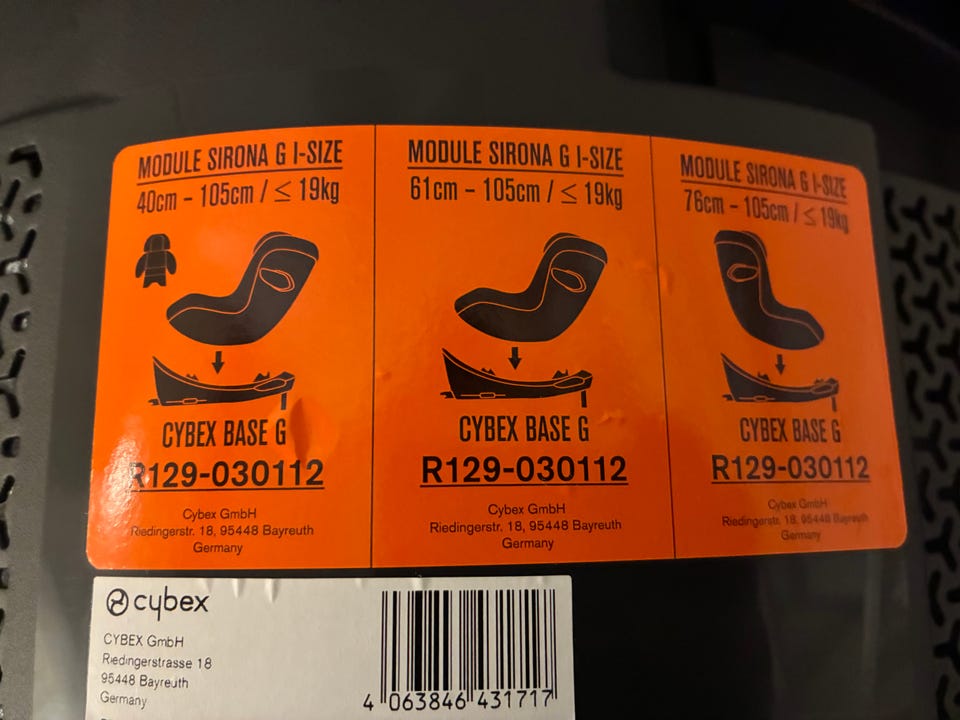 MODULE SIRONA G I-SIZE
40cm – 105cm / ≤ 19kg
CYBEX BASE G
R129-030112
Cybex GmbH
Riedingerstr. 18, 95448 Bayreuth
Germany
MODULE SIRONA G I-SIZE
61cm – 105cm / ≤ 19kg
CYBEX BASE G
R129-030112
Cybex GmbH
Riedingerstr. 18, 95448 Bayreuth
Germany
MODULE SIRONA G I-SIZE
76cm – 105cm / ≤ 19kg
CYBEX BASE G
R129-030112
Cybex GmbH
Riedingerstr. 18, 95448 Bayreuth
Germany
cybex
CYBEX GmbH
Riedingerstrasse 18
95448 Bayreuth
Germany
4 063846 431717